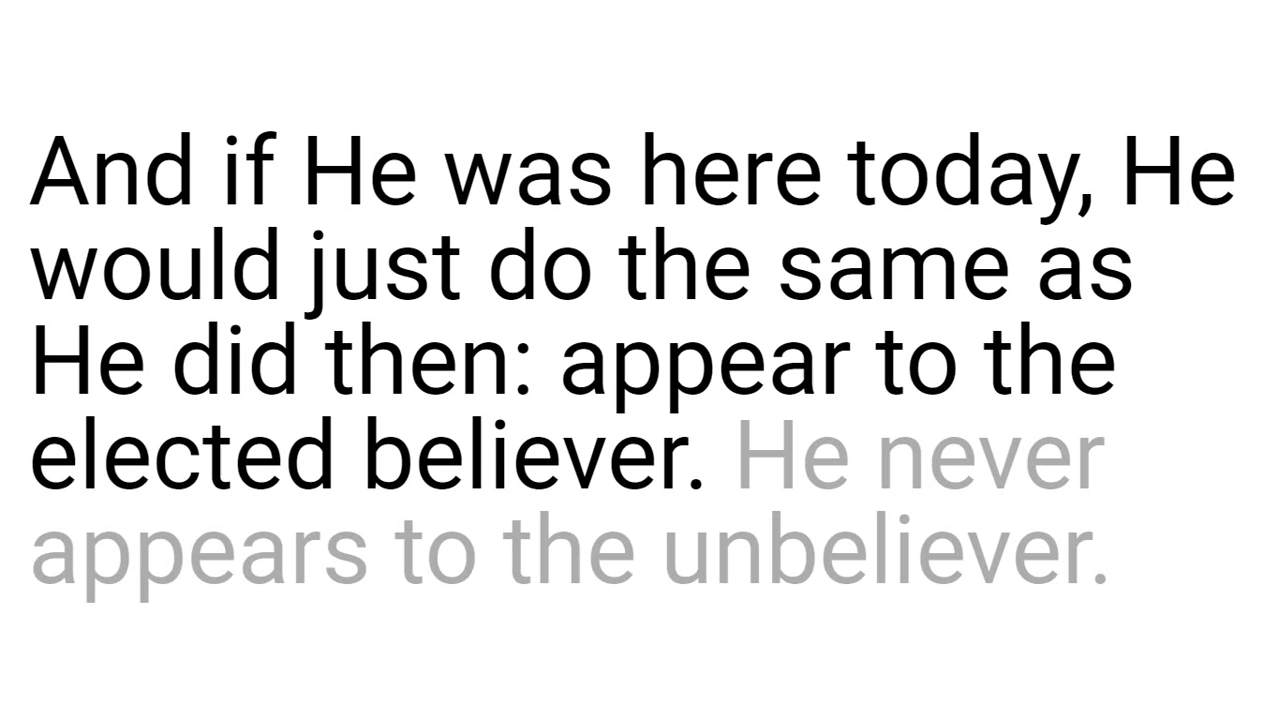 And if He was here today, He
would just do the same as
He did then: appear to the
elected believer. He never
appears to the unbeliever.